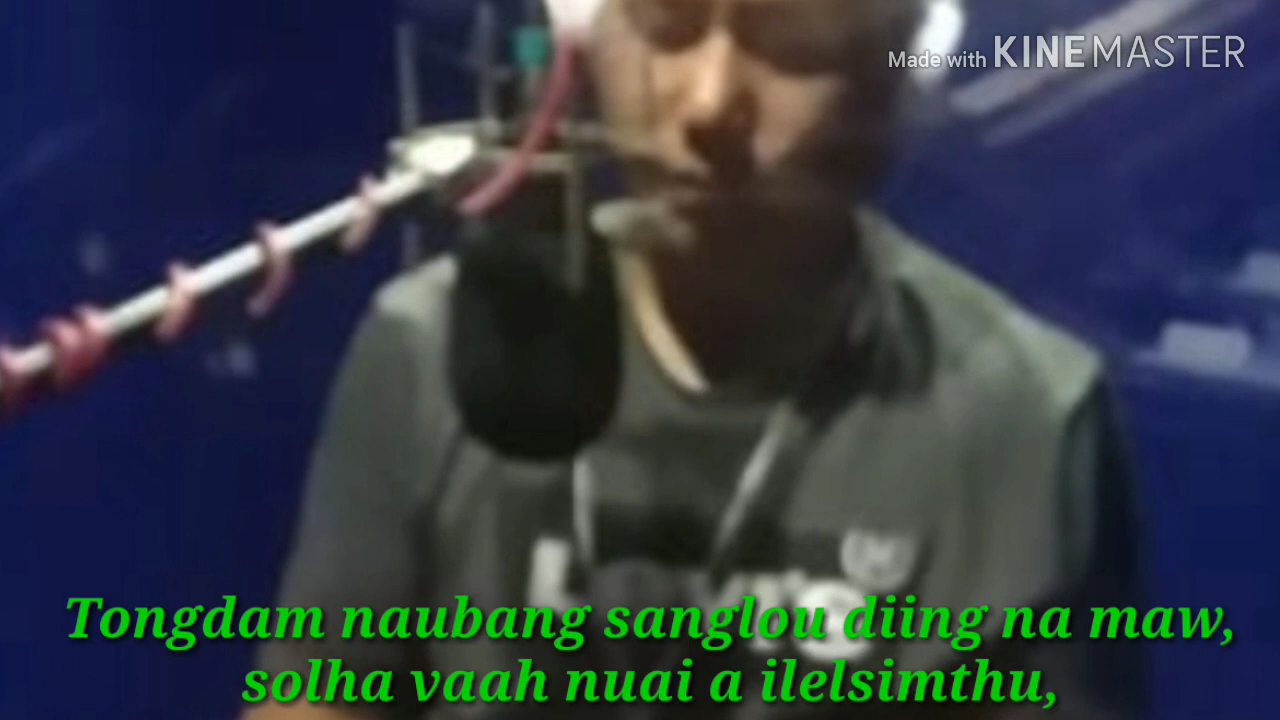 Made with KINEMASTER
Tongdam naubang sanglou diing na maw,
solha vaah nuai a ilelsimthu,